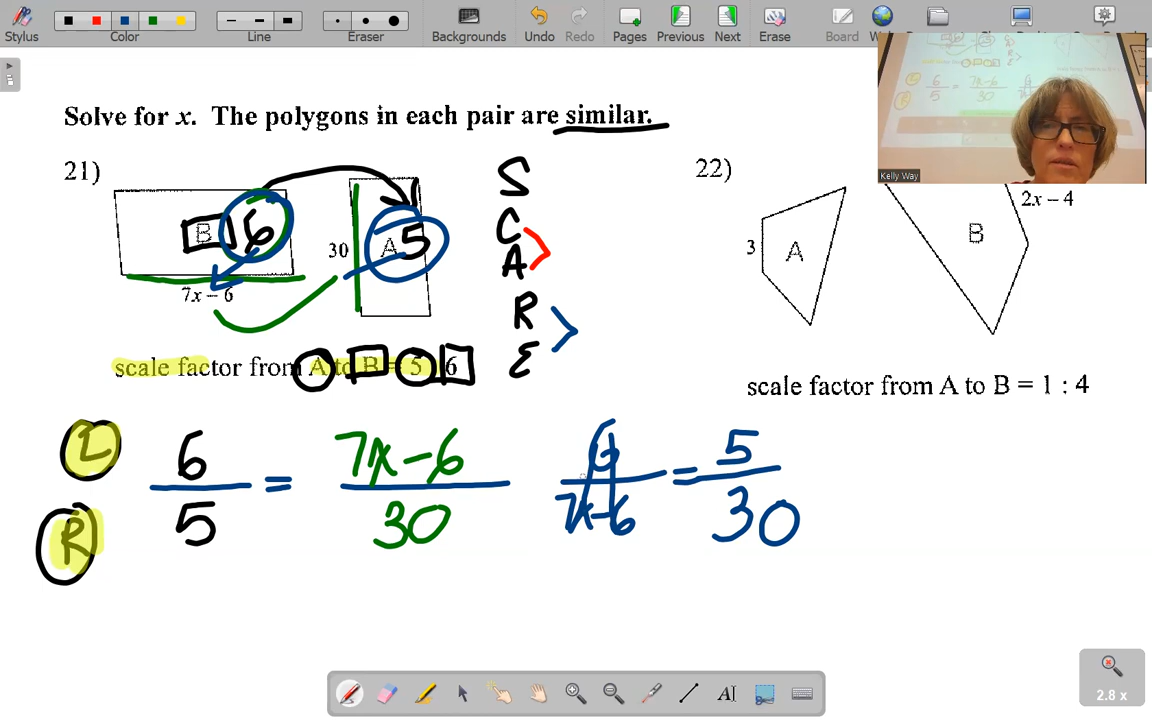 Stylus
Color
Line
Eraser
Backgrounds
Undo
Redo
Pages
Previous
Next
Erase
Board
Kelly Way
Solve for x. The polygons in each pair are similar.
21)
B 6
30
A 5
7x – 6
scale factor from A to B = 5 6
S
C
A
R
E
22)
3
A
B
2x – 4
scale factor from A to B = 1 : 4
L
R
6
5
=
7x – 6
30
6
7x – 6
=
5
30
A
2.8 x